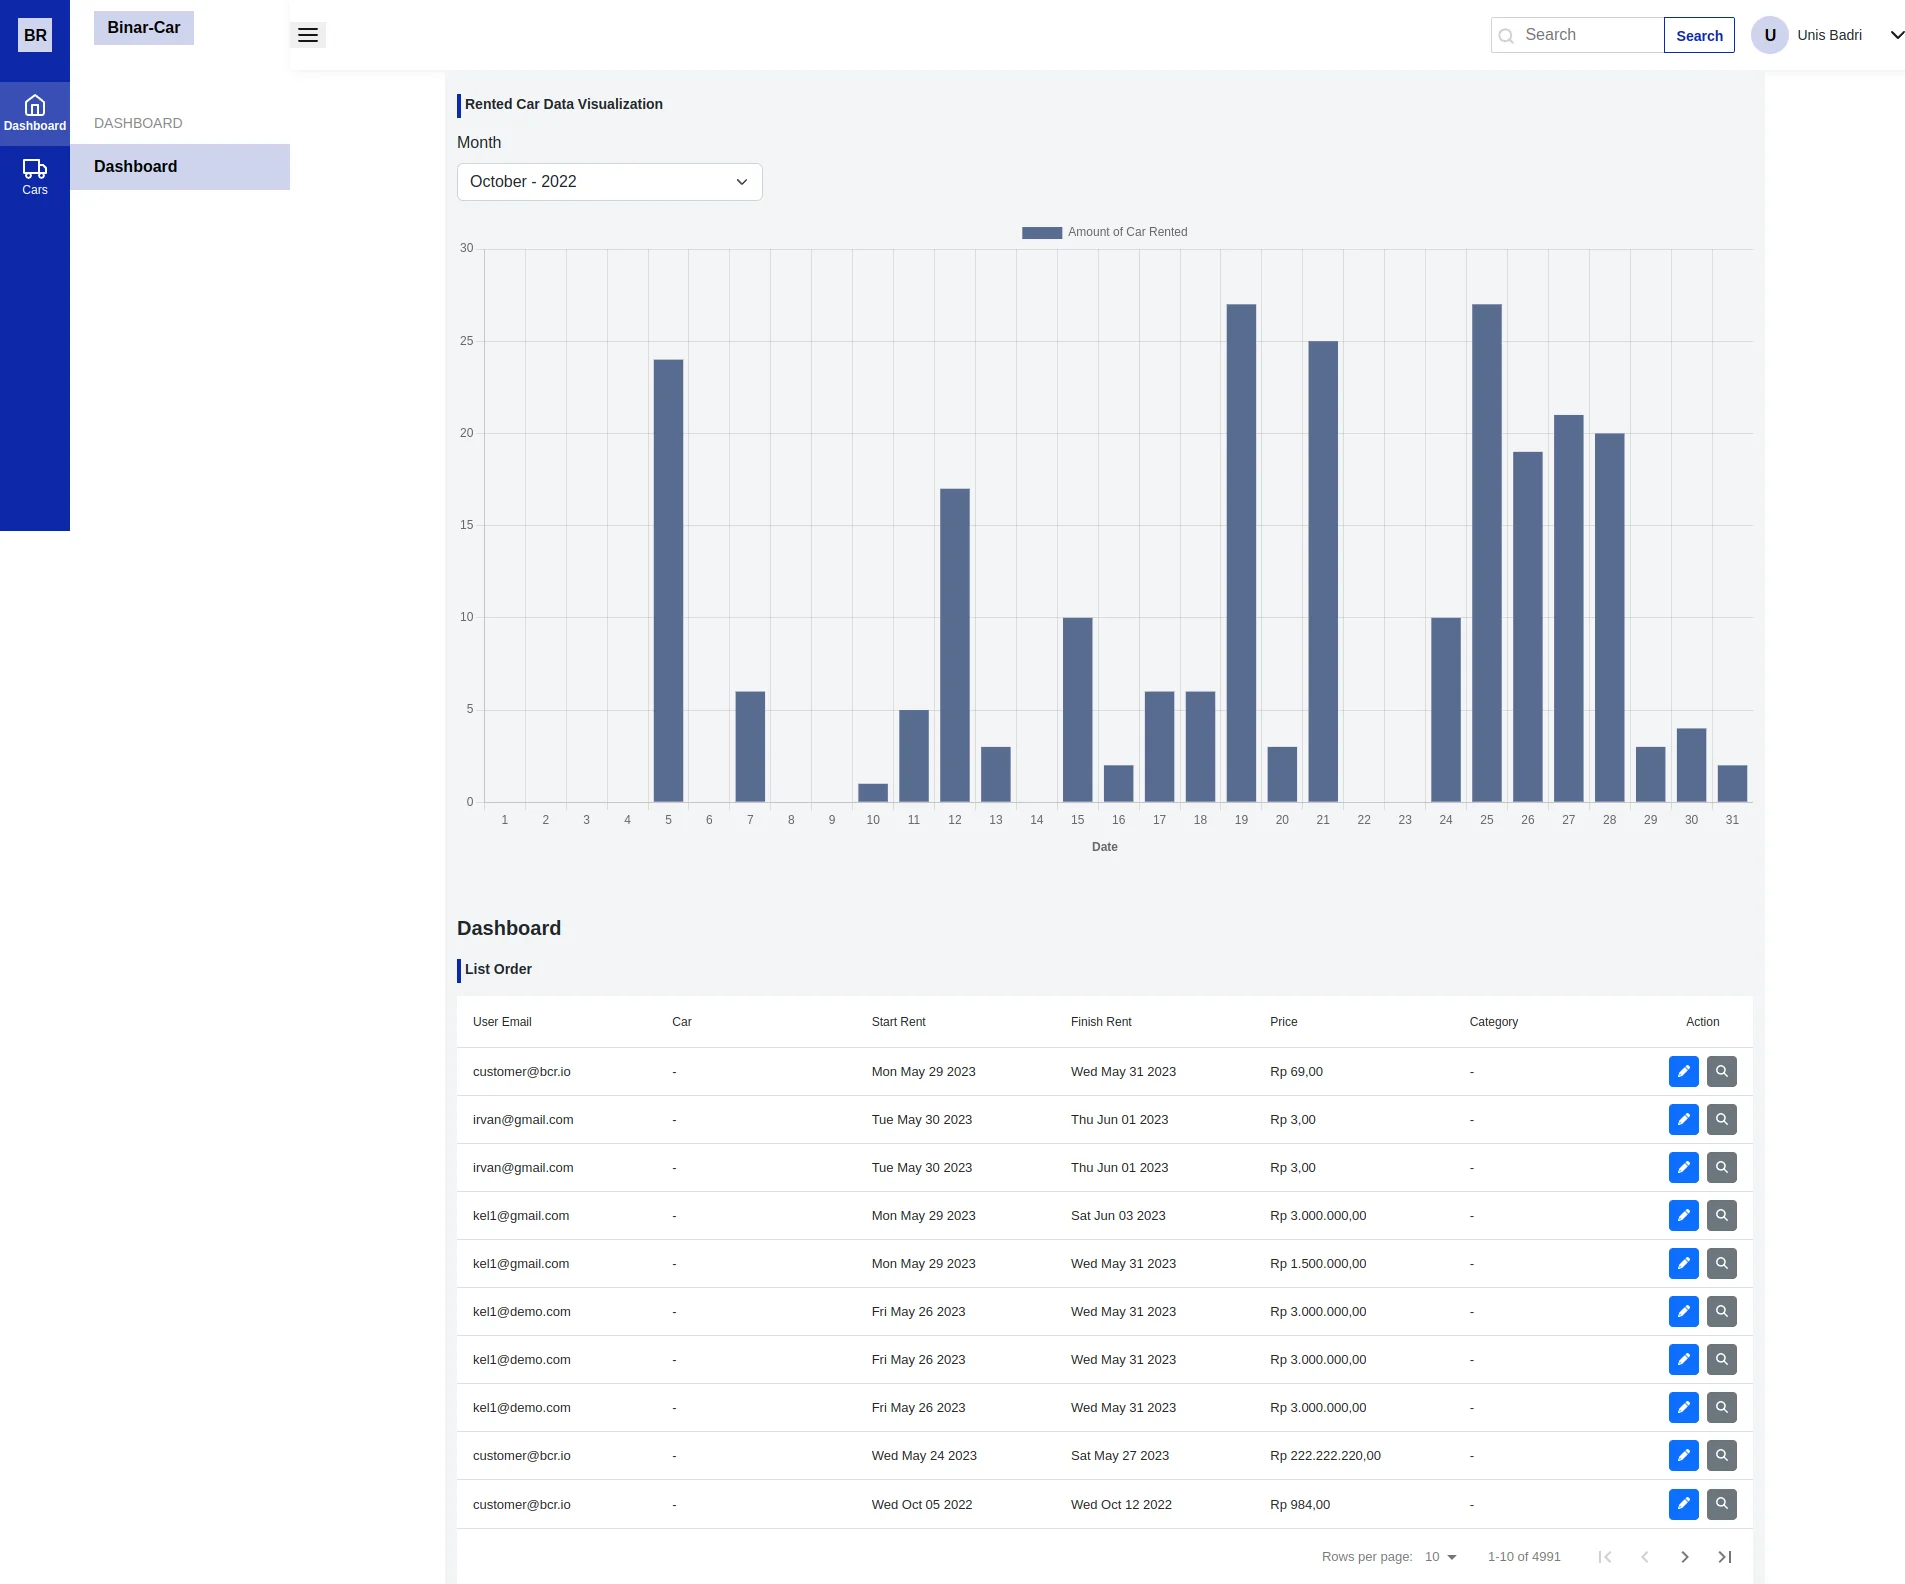 BR
Binar-Car
Search
Search
U
Unis Badri
Dashboard
Cars
DASHBOARD
Dashboard
Rented Car Data Visualization
Month
October - 2022
Amount of Car Rented
30
25
20
15
10
5
0
1 2 3 4 5 6 7 8 9 10 11 12 13 14 15 16 17 18 19 20 21 22 23 24 25 26 27 28 29 30 31
Date
Dashboard
List Order
User Email Car Start Rent Finish Rent Price Category Action
customer@bcr.io - Mon May 29 2023 Wed May 31 2023 Rp 69,00 -
irvan@gmail.com - Tue May 30 2023 Thu Jun 01 2023 Rp 3,00 -
irvan@gmail.com - Tue May 30 2023 Thu Jun 01 2023 Rp 3,00 -
kel1@gmail.com - Mon May 29 2023 Sat Jun 03 2023 Rp 3.000.000,00 -
kel1@gmail.com - Mon May 29 2023 Wed May 31 2023 Rp 1.500.000,00 -
kel1@demo.com - Fri May 26 2023 Wed May 31 2023 Rp 3.000.000,00 -
kel1@demo.com - Fri May 26 2023 Wed May 31 2023 Rp 3.000.000,00 -
kel1@demo.com - Fri May 26 2023 Wed May 31 2023 Rp 3.000.000,00 -
customer@bcr.io - Wed May 24 2023 Sat May 27 2023 Rp 222.222.220,00 -
customer@bcr.io - Wed Oct 05 2022 Wed Oct 12 2022 Rp 984,00 -
Rows per page: 10 1-10 of 4991